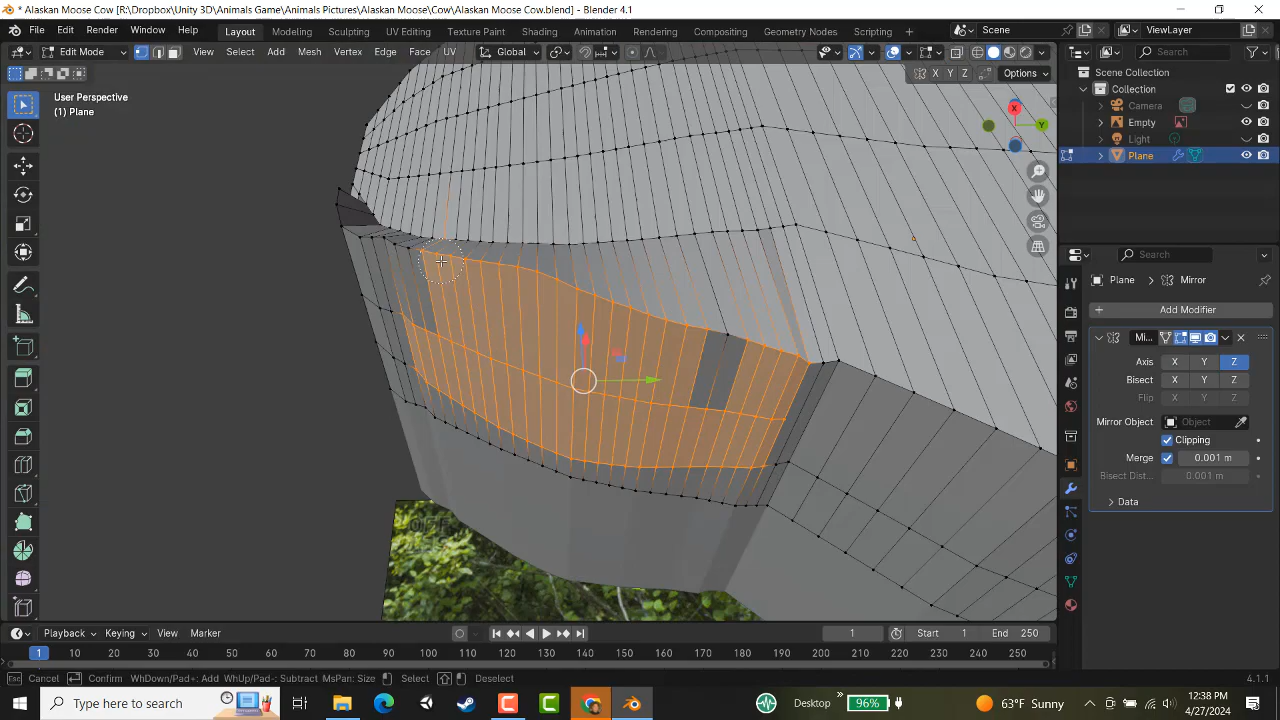 * Alaskan Moose Cow [R:\Dropbox\Unity 3D\Animals Game\Animals Pictures\Alaskan Moose\Cow\Alaskan Moose Cow.blend] - Blender 4.1
File Edit Render Window Help Layout Modeling Sculpting UV Editing Texture Paint Shading Animation Rendering Compositing Geometry Nodes Scripting Scene ViewLayer
Edit Mode View Select Add Mesh Vertex Edge Face UV Global Search
X Y Z Options
User Perspective
(1) Plane
Scene Collection
Collection
Camera
Empty
Light
Plane
X
Y
Search
Plane Mirror
Add Modifier
Mi...
Axis X Y Z
Bisect X Y Z
Flip X Y Z
Mirror Object Object
Clipping
Merge 0.001 m
Bisect Dist... 0.001 m
Data
Playback Keying View Marker 1 Start 1 End 250
1 10 20 30 40 50 60 70 80 90 100 110 120 130 140 150 160 170 180 190 200 210 220 230 240 250
Esc Cancel Confirm WhDown/Pad+: Add WhUp/Pad-: Subtract MsPan: Size Select Deselect 4.1.1
Type here to search Desktop 96% 63°F Sunny 12:38 PM
4/27/2024